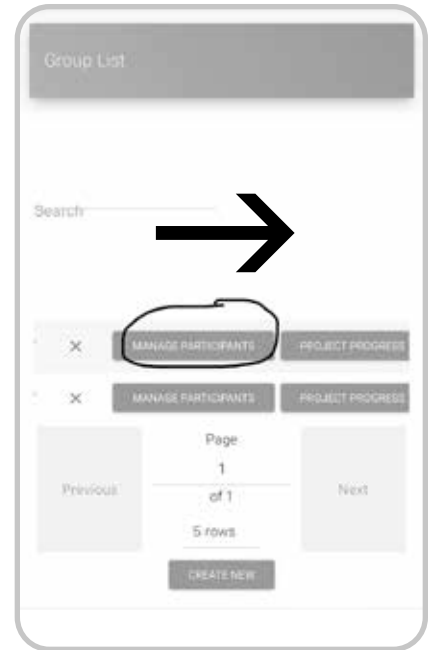 Group List
Search
MANAGE PARTICIPANTS PROJECT PROGRESS
MANAGE PARTICIPANTS PROJECT PROGRESS
Page
1
Previous of 1 Next
5 rows
CREATE NEW